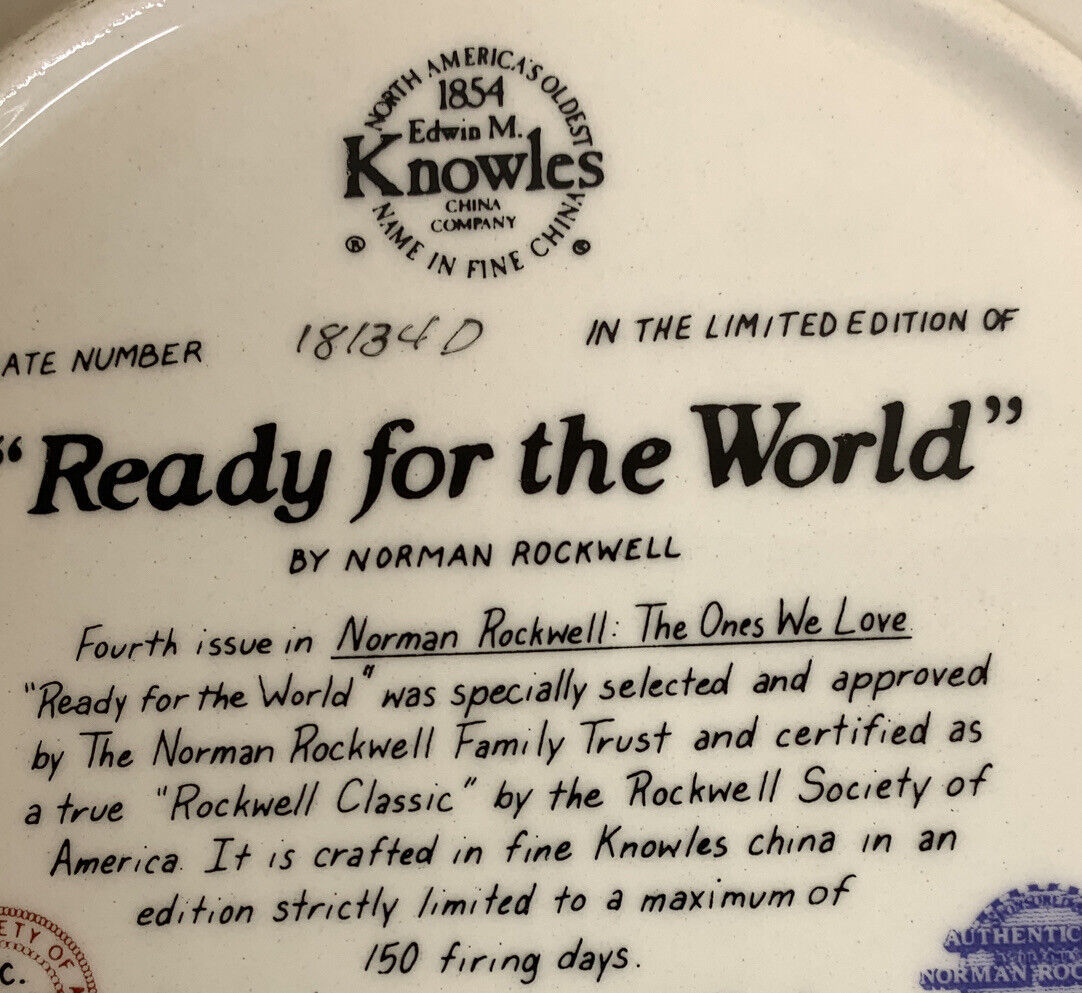 NORTH AMERICA'S OLDEST
1854
Edwin M.
Knowles
CHINA
COMPANY
NAME IN FINE CHINA
® ®
ATE NUMBER 18134D IN THE LIMITED EDITION OF
"Ready for the World"
BY NORMAN ROCKWELL
Fourth issue in Norman Rockwell: The Ones We Love
"Ready for the World" was specially selected and approved
by The Norman Rockwell Family Trust and certified as
a true "Rockwell Classic" by the Rockwell Society of
America. It is crafted in fine Knowles china in an
edition strictly limited to a maximum of
150 firing days.
ETY OF A
C.
AUTHENTIC
NORMAN ROC